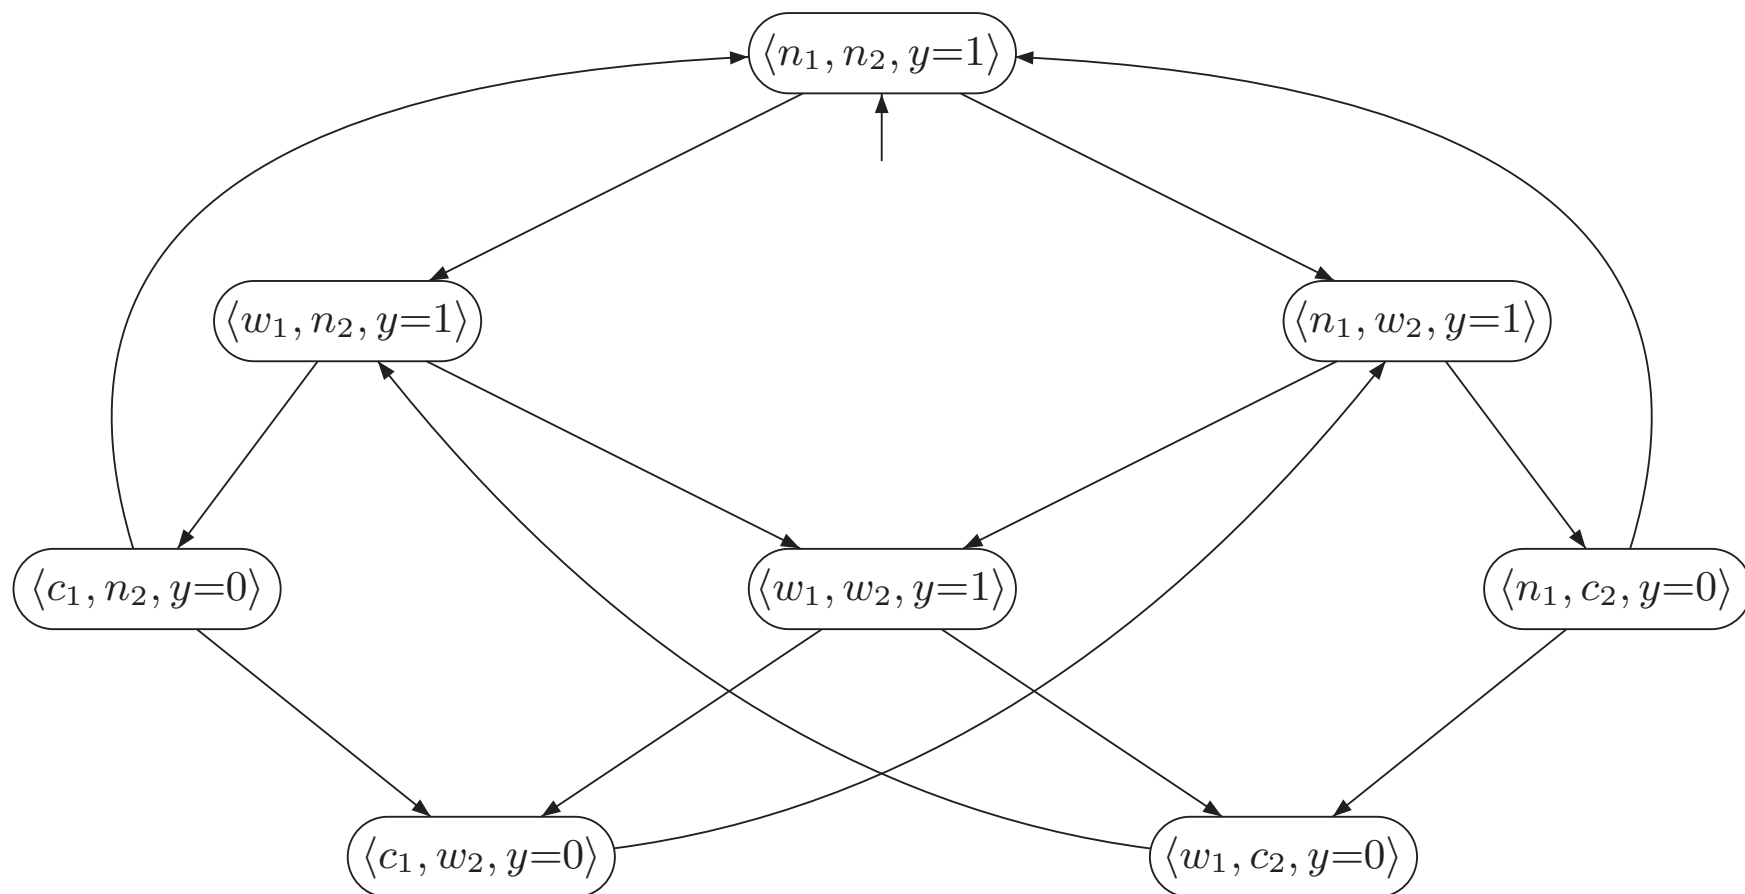 ⟨n₁, n₂, y=1⟩
⟨w₁, n₂, y=1⟩
⟨n₁, w₂, y=1⟩
⟨c₁, n₂, y=0⟩
⟨w₁, w₂, y=1⟩
⟨n₁, c₂, y=0⟩
⟨c₁, w₂, y=0⟩
⟨w₁, c₂, y=0⟩